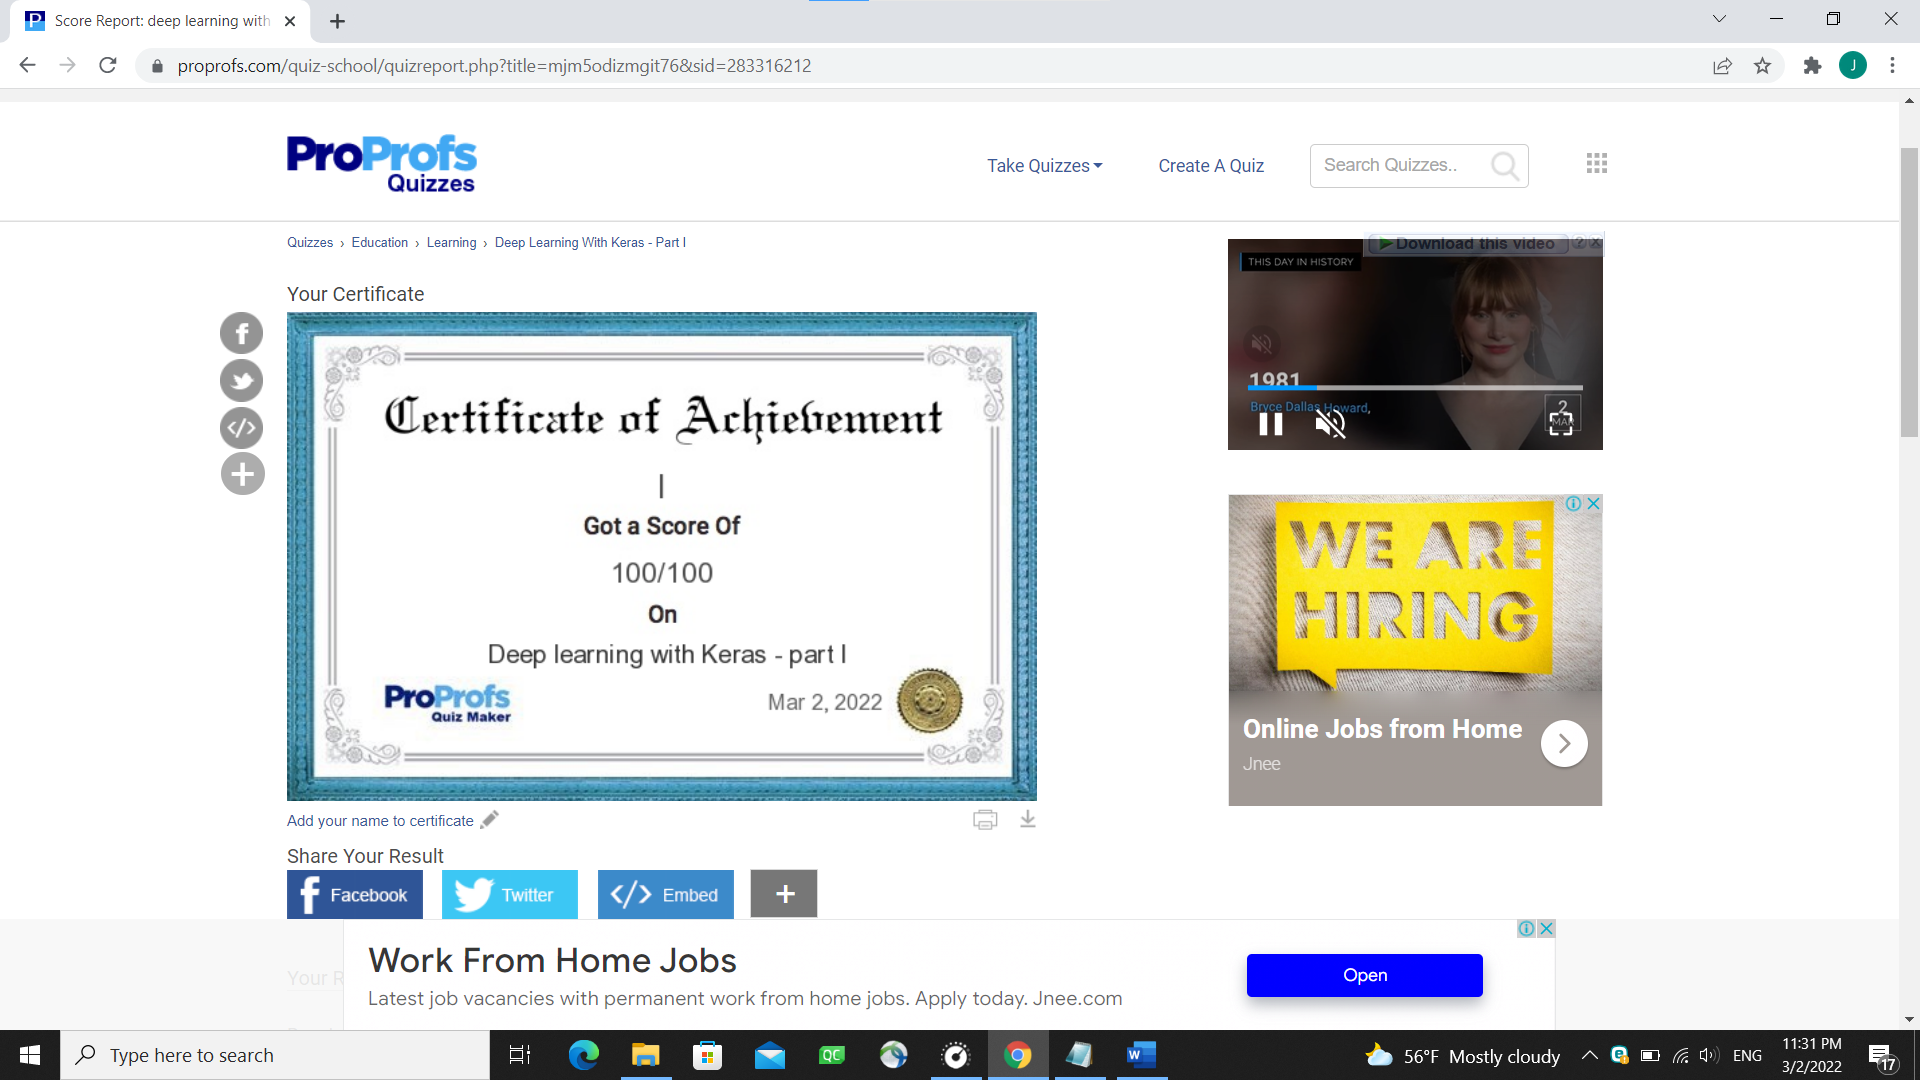 Score Report: deep learning with
proprofs.com/quiz-school/quizreport.php?title=mjm5odizmgit76&sid=283316212
J
ProProfs
Quizzes
Take Quizzes
Create A Quiz
Search Quizzes..
Quizzes › Education › Learning › Deep Learning With Keras - Part I
Your Certificate
Certificate of Achievement
I
Got a Score Of
100/100
On
Deep learning with Keras - part I
ProProfs
Quiz Maker
Mar 2, 2022
Add your name to certificate
Share Your Result
Facebook
Twitter
Embed
Download this video
THIS DAY IN HISTORY
1981
Bryce Dallas Howard,
2
MAR
WE ARE
HIRING
Online Jobs from Home
Jnee
Your R
Work From Home Jobs
Latest job vacancies with permanent work from home jobs. Apply today. Jnee.com
Open
Type here to search
QC
W
56°F Mostly cloudy
ENG
11:31 PM
3/2/2022
17